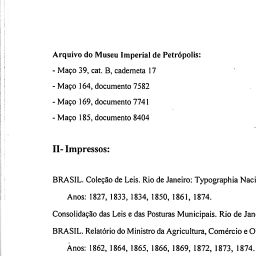 Arquivo do Museu Imperial de Petrópolis:
- Maço 39, cat. B, caderneta 17
- Maço 164, documento 7582
- Maço 169, documento 7741
- Maço 185, documento 8404
II- Impressos:
BRASIL. Coleção de Leis. Rio de Janeiro: Typographia Naci
Anos: 1827, 1833, 1834, 1850, 1861, 1874.
Consolidação das Leis e das Posturas Municipais. Rio de Jan
BRASIL. Relatório do Ministro da Agricultura, Comércio e O
Anos: 1862, 1864, 1865, 1866, 1869, 1872, 1873, 1874.